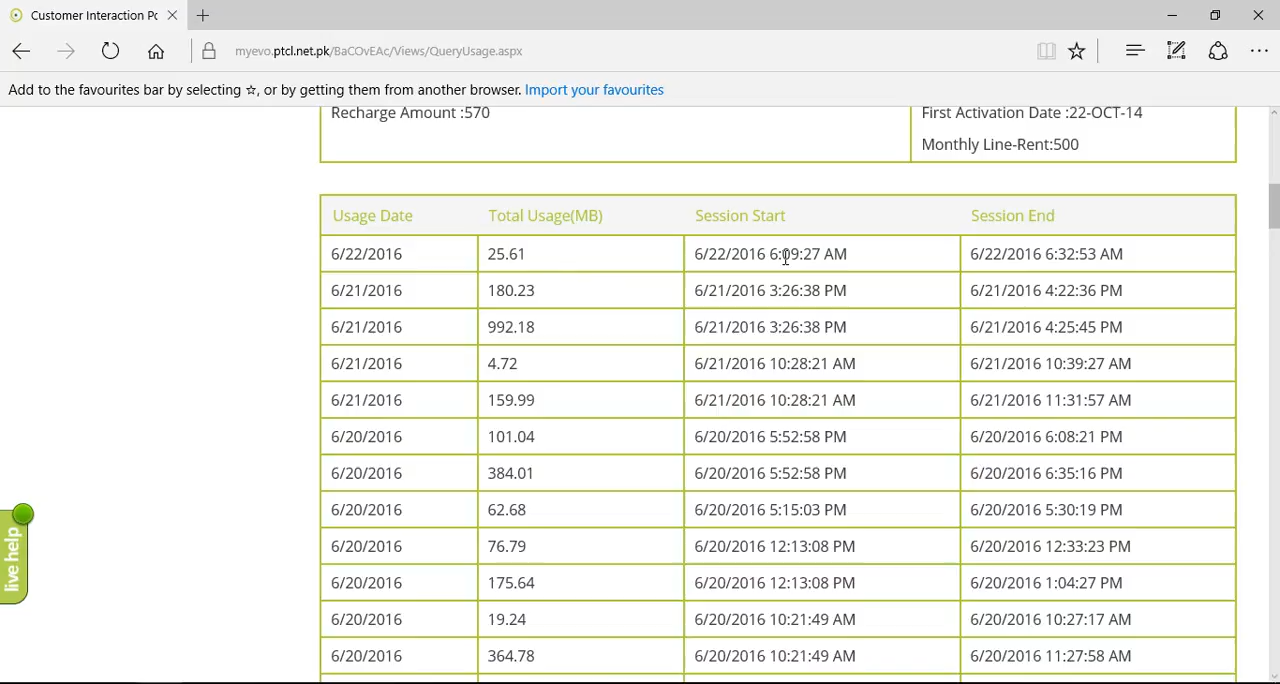 Customer Interaction Po
myevo.ptcl.net.pk/BaCOvEAc/Views/QueryUsage.aspx
Add to the favourites bar by selecting ☆, or by getting them from another browser. Import your favourites
Recharge Amount :570
First Activation Date :22-OCT-14
Monthly Line-Rent:500
Usage Date Total Usage(MB) Session Start Session End
6/22/2016 25.61 6/22/2016 6:09:27 AM 6/22/2016 6:32:53 AM
6/21/2016 180.23 6/21/2016 3:26:38 PM 6/21/2016 4:22:36 PM
6/21/2016 992.18 6/21/2016 3:26:38 PM 6/21/2016 4:25:45 PM
6/21/2016 4.72 6/21/2016 10:28:21 AM 6/21/2016 10:39:27 AM
6/21/2016 159.99 6/21/2016 10:28:21 AM 6/21/2016 11:31:57 AM
6/20/2016 101.04 6/20/2016 5:52:58 PM 6/20/2016 6:08:21 PM
6/20/2016 384.01 6/20/2016 5:52:58 PM 6/20/2016 6:35:16 PM
6/20/2016 62.68 6/20/2016 5:15:03 PM 6/20/2016 5:30:19 PM
6/20/2016 76.79 6/20/2016 12:13:08 PM 6/20/2016 12:33:23 PM
6/20/2016 175.64 6/20/2016 12:13:08 PM 6/20/2016 1:04:27 PM
6/20/2016 19.24 6/20/2016 10:21:49 AM 6/20/2016 10:27:17 AM
6/20/2016 364.78 6/20/2016 10:21:49 AM 6/20/2016 11:27:58 AM
live help